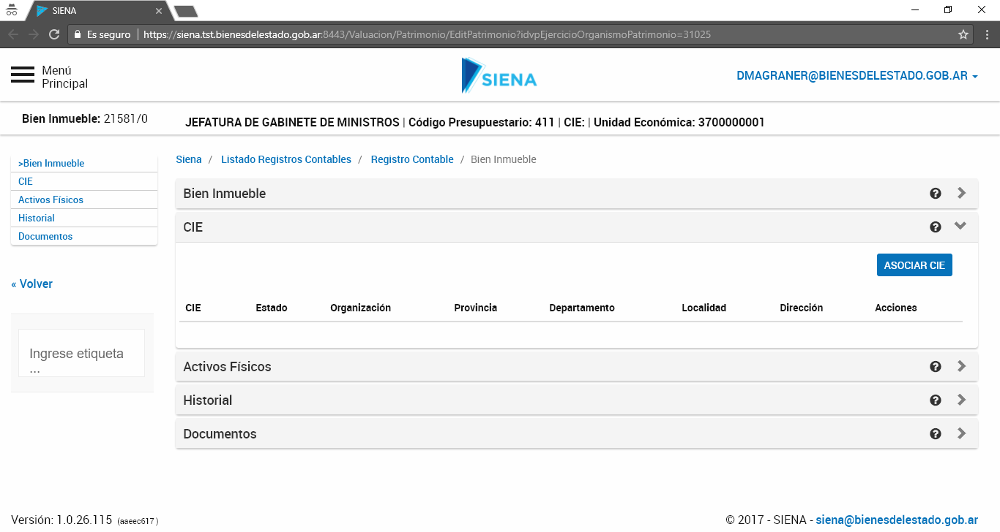 SIENA
Es seguro | https://siena.tst.bienesdelestado.gob.ar:8443/Valuacion/Patrimonio/EditPatrimonio?idvpEjercicioOrganismoPatrimonio=31025
Menú
Principal
SIENA
DMAGRANER@BIENESDELESTADO.GOB.AR
Bien Inmueble: 21581/0
JEFATURA DE GABINETE DE MINISTROS | Código Presupuestario: 411 | CIE: | Unidad Económica: 3700000001
>Bien Inmueble
CIE
Activos Físicos
Historial
Documentos
« Volver
Ingrese etiqueta
...
Siena / Listado Registros Contables / Registro Contable / Bien Inmueble
Bien Inmueble
CIE
ASOCIAR CIE
CIE Estado Organización Provincia Departamento Localidad Dirección Acciones
Activos Físicos
Historial
Documentos
Versión: 1.0.26.115 (aaeec617)
© 2017 - SIENA - siena@bienesdelestado.gob.ar